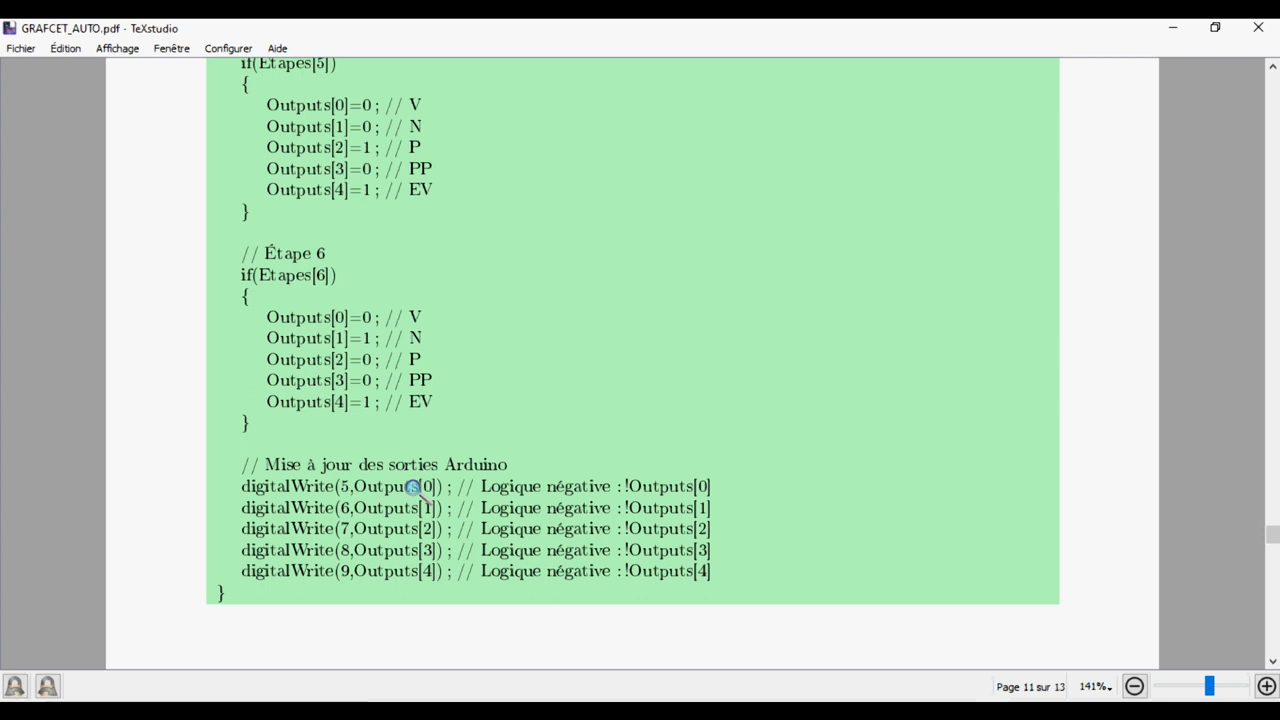 GRAFCET_AUTO.pdf - TeXstudio
Fichier Édition Affichage Fenêtre Configurer Aide
if(Etapes[5])
{
Outputs[0]=0 ; // V
Outputs[1]=0 ; // N
Outputs[2]=1 ; // P
Outputs[3]=0 ; // PP
Outputs[4]=1 ; // EV
}
// Étape 6
if(Etapes[6])
{
Outputs[0]=0 ; // V
Outputs[1]=1 ; // N
Outputs[2]=0 ; // P
Outputs[3]=0 ; // PP
Outputs[4]=1 ; // EV
}
// Mise à jour des sorties Arduino
digitalWrite(5,Outputs[0]) ; // Logique négative : !Outputs[0]
digitalWrite(6,Outputs[1]) ; // Logique négative : !Outputs[1]
digitalWrite(7,Outputs[2]) ; // Logique négative : !Outputs[2]
digitalWrite(8,Outputs[3]) ; // Logique négative : !Outputs[3]
digitalWrite(9,Outputs[4]) ; // Logique négative : !Outputs[4]
}
Page 11 sur 13 141%